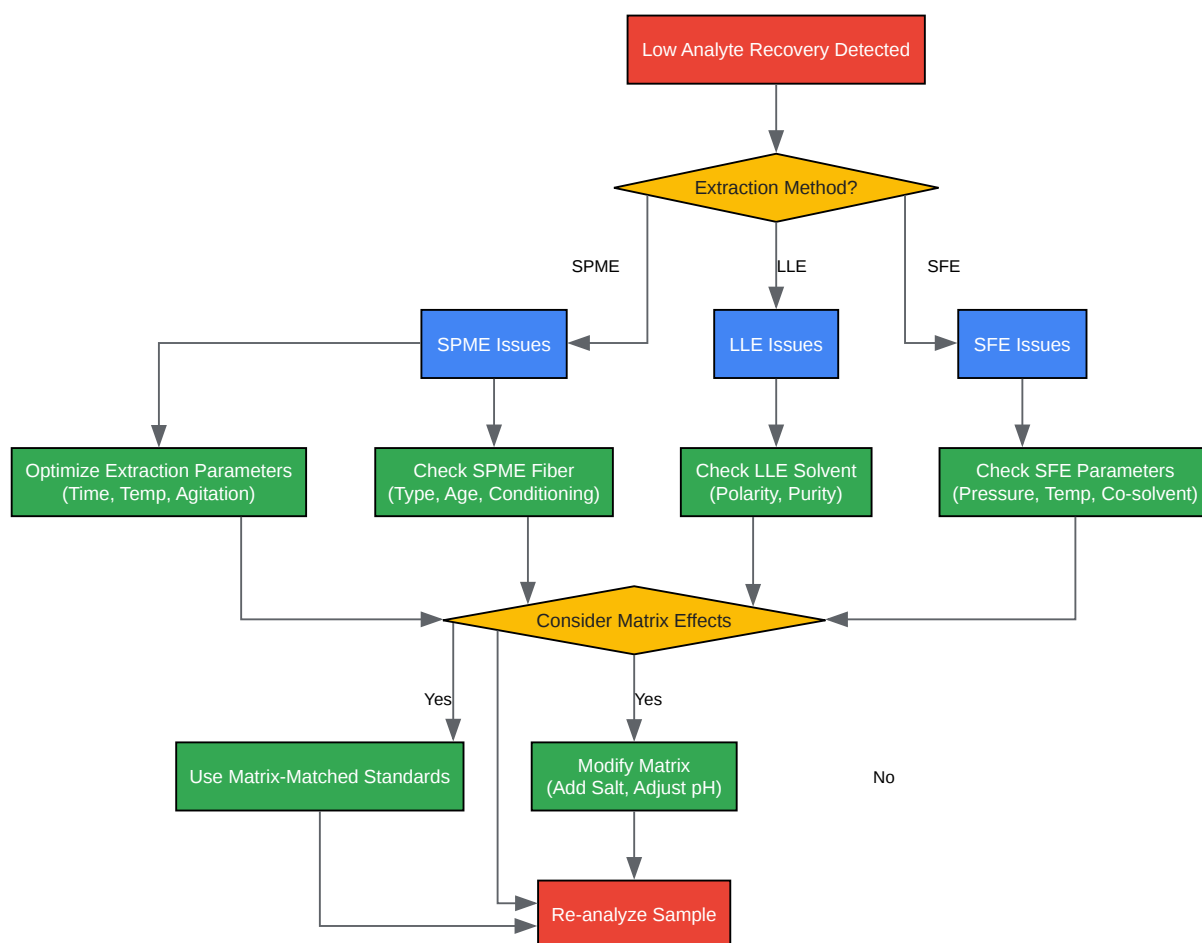 Low Analyte Recovery Detected
Extraction Method?
SPME
LLE
SFE
SPME Issues
LLE Issues
SFE Issues
Optimize Extraction Parameters
(Time, Temp, Agitation)
Check SPME Fiber
(Type, Age, Conditioning)
Check LLE Solvent
(Polarity, Purity)
Check SFE Parameters
(Pressure, Temp, Co-solvent)
Consider Matrix Effects
Yes
Yes
Use Matrix-Matched Standards
Modify Matrix
(Add Salt, Adjust pH)
No
Re-analyze Sample